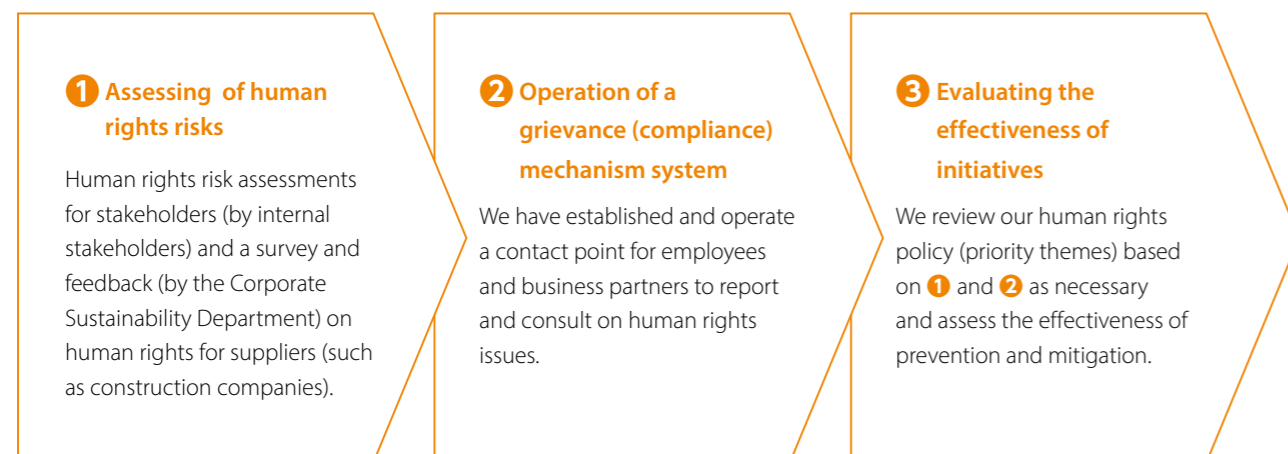 ❶ Assessing of human
rights risks
Human rights risk assessments
for stakeholders (by internal
stakeholders) and a survey and
feedback (by the Corporate
Sustainability Department) on
human rights for suppliers (such
as construction companies).
❷ Operation of a
grievance (compliance)
mechanism system
We have established and operate
a contact point for employees
and business partners to report
and consult on human rights
issues.
❸ Evaluating the
effectiveness of
initiatives
We review our human rights
policy (priority themes) based
on ❶ and ❷ as necessary
and assess the effectiveness of
prevention and mitigation.